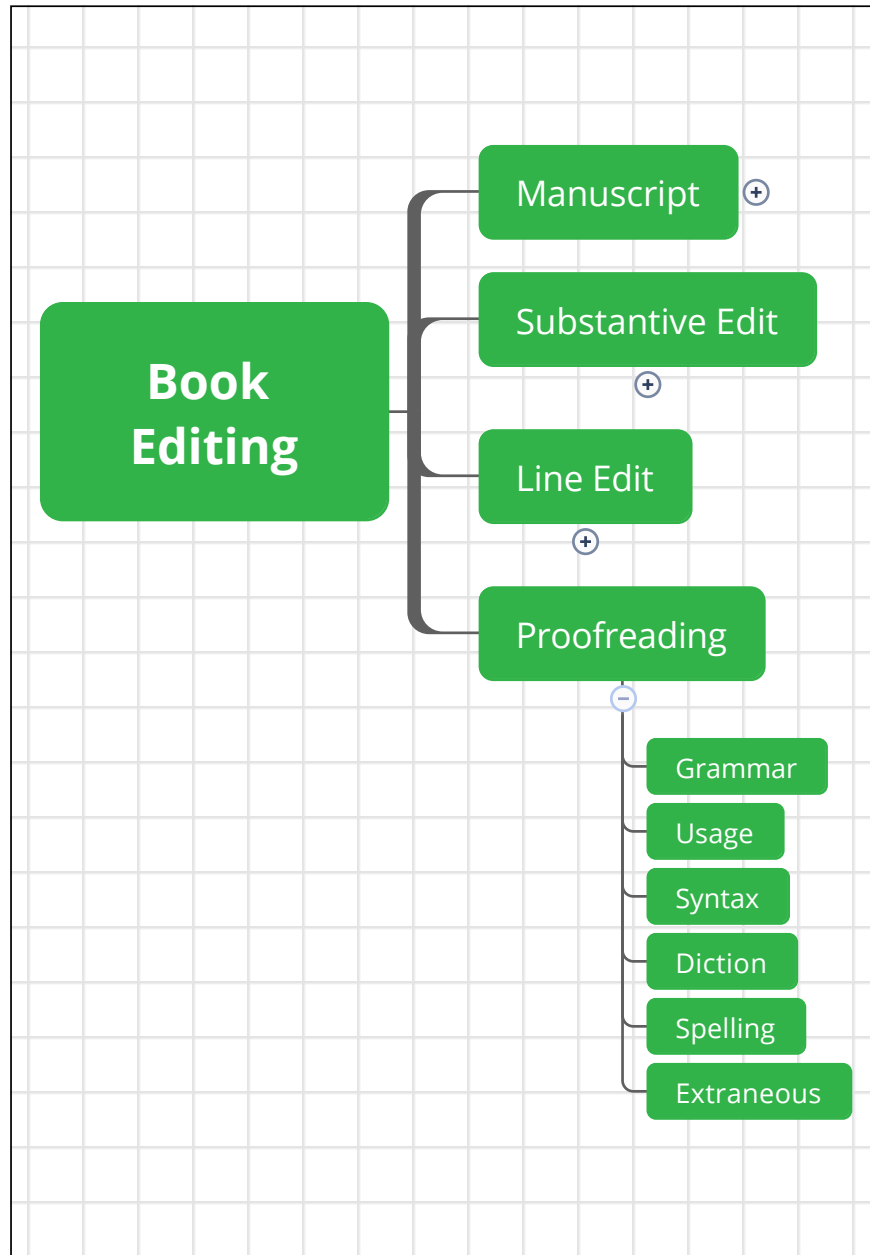 Manuscript
Substantive Edit
Book
Editing
Line Edit
Proofreading
Grammar
Usage
Syntax
Diction
Spelling
Extraneous